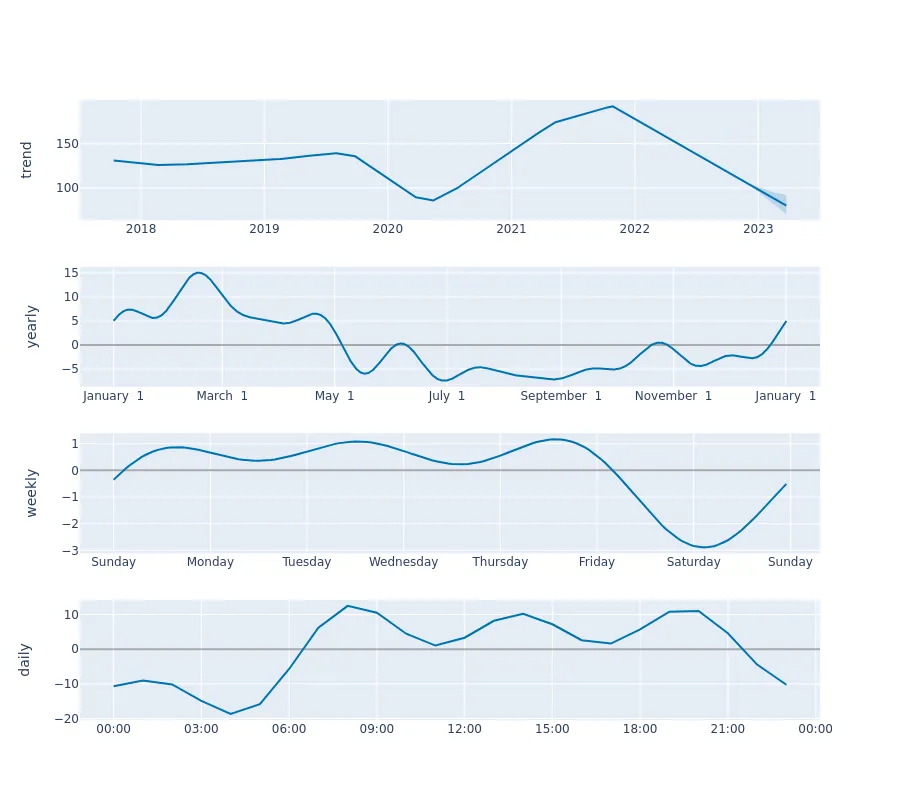 trend
150
100
2018 2019 2020 2021 2022 2023
yearly
15
10
5
0
−5
January 1 March 1 May 1 July 1 September 1 November 1 January 1
weekly
1
0
−1
−2
−3
Sunday Monday Tuesday Wednesday Thursday Friday Saturday Sunday
daily
10
0
−10
−20
00:00 03:00 06:00 09:00 12:00 15:00 18:00 21:00 00:00